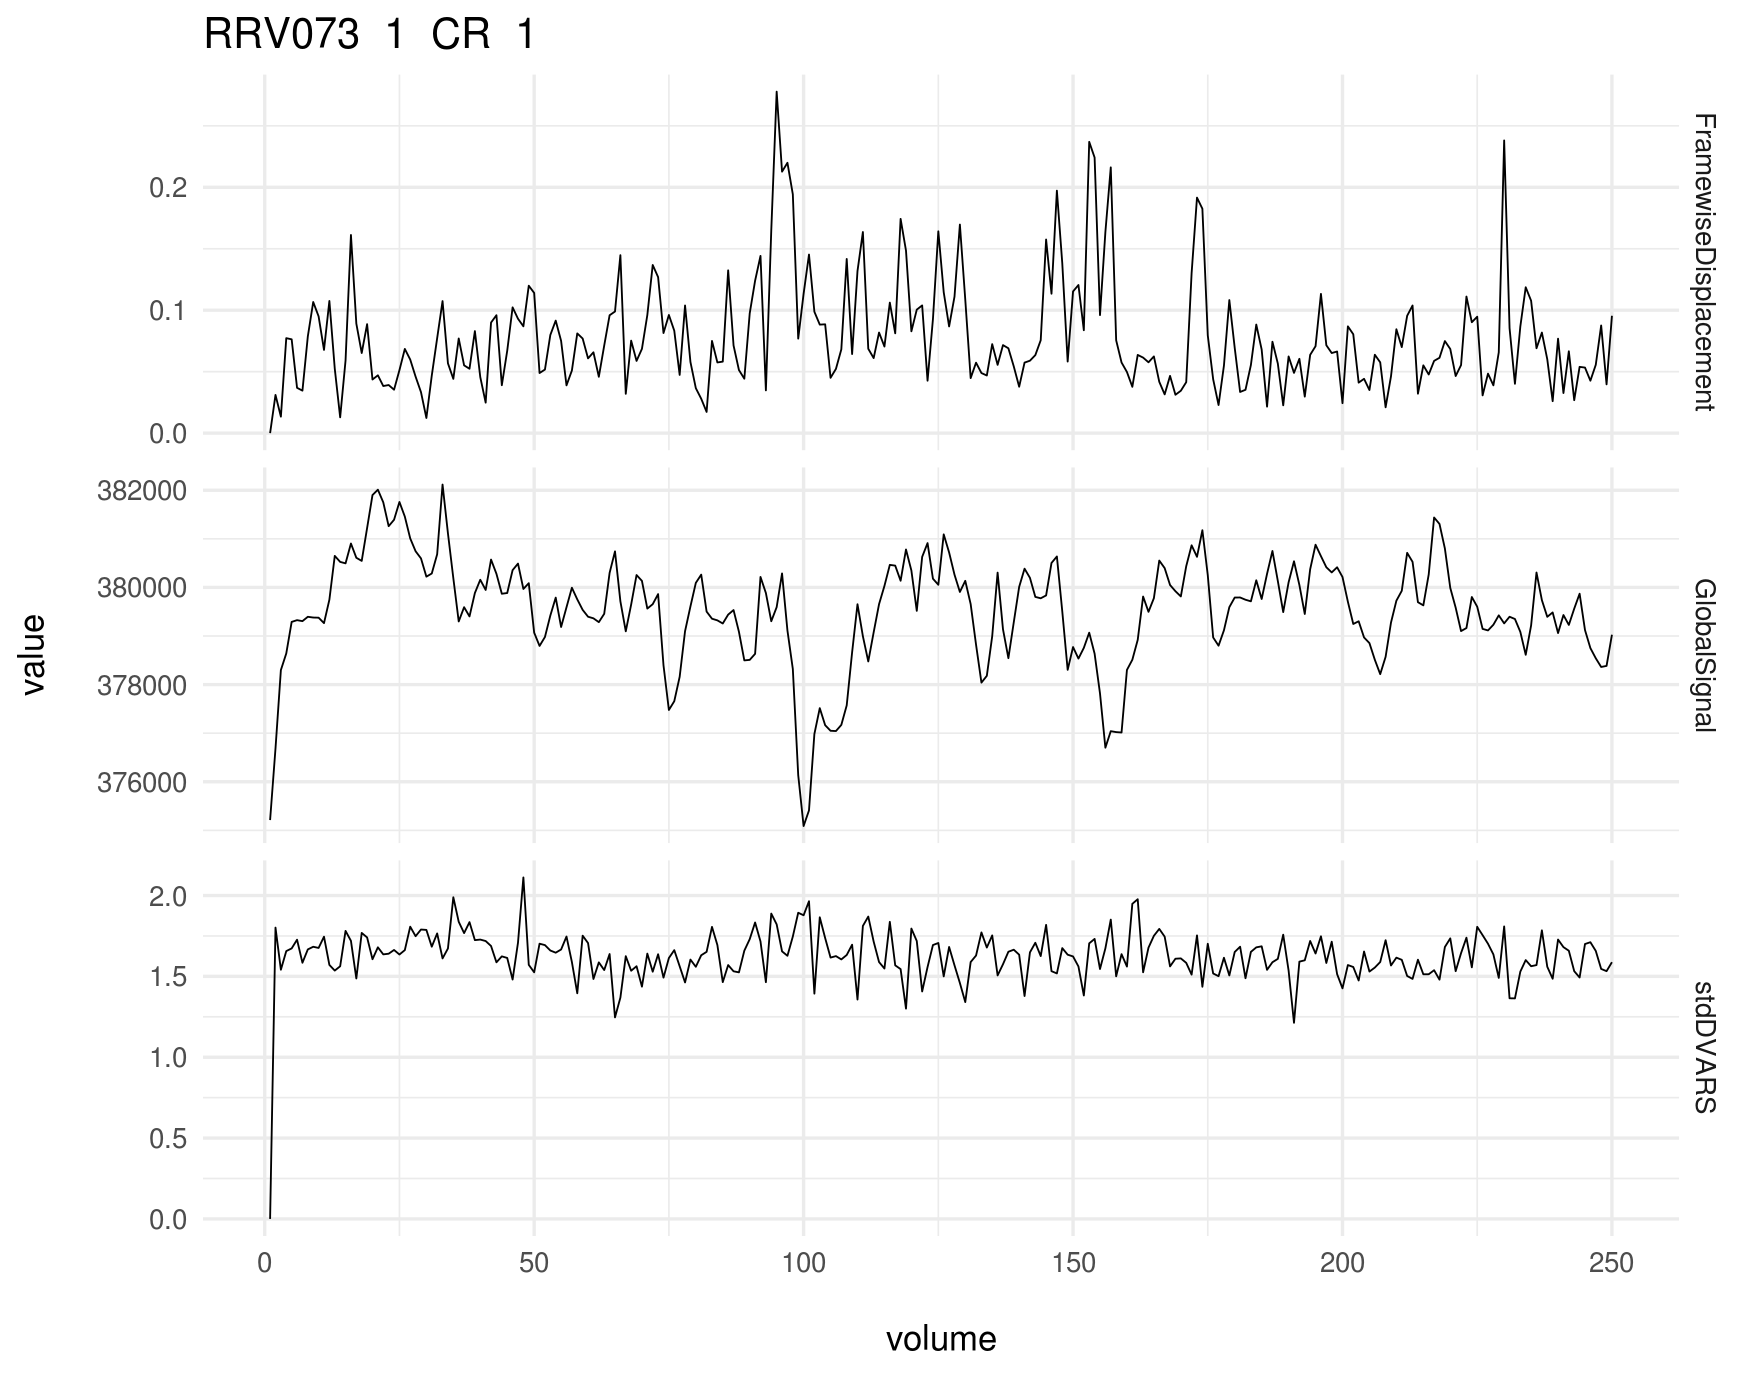 RRV073 1 CR 1
value
0.2
0.1
0.0
FramewiseDisplacement
382000
380000
378000
376000
GlobalSignal
2.0
1.5
1.0
0.5
0.0
stdDVARS
0 50 100 150 200 250
volume